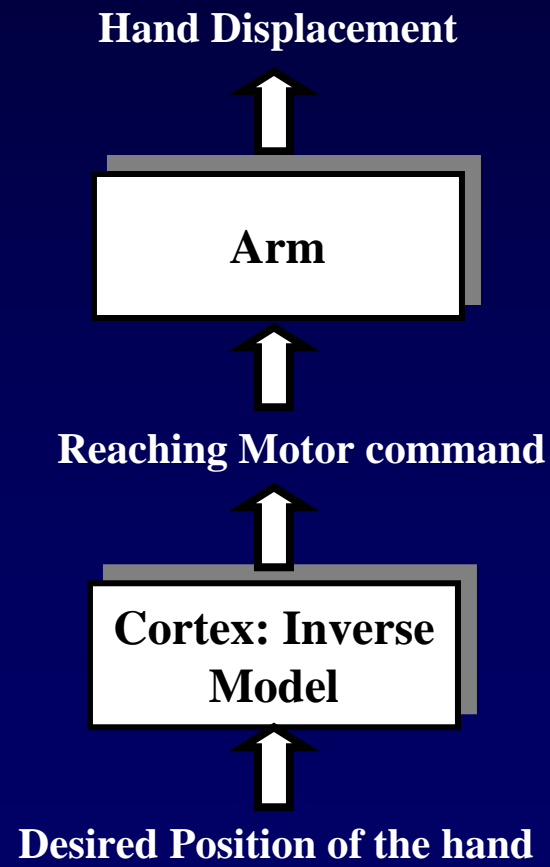 Hand Displacement
Arm
Reaching Motor command
Cortex: Inverse
Model
Desired Position of the hand